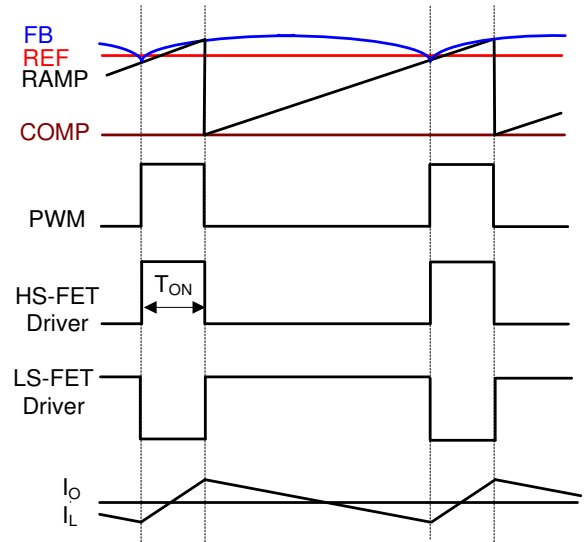 FB
REF
RAMP
COMP
PWM
HS-FET
Driver
TON
LS-FET
Driver
IO
IL